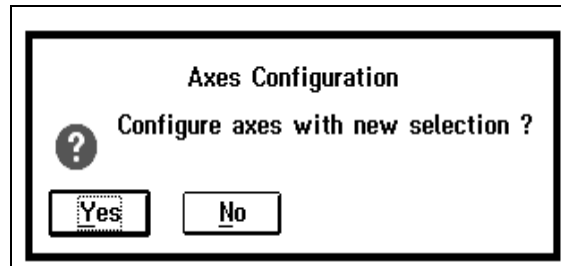 Axes Configuration
Configure axes with new selection ?
?
Yes No